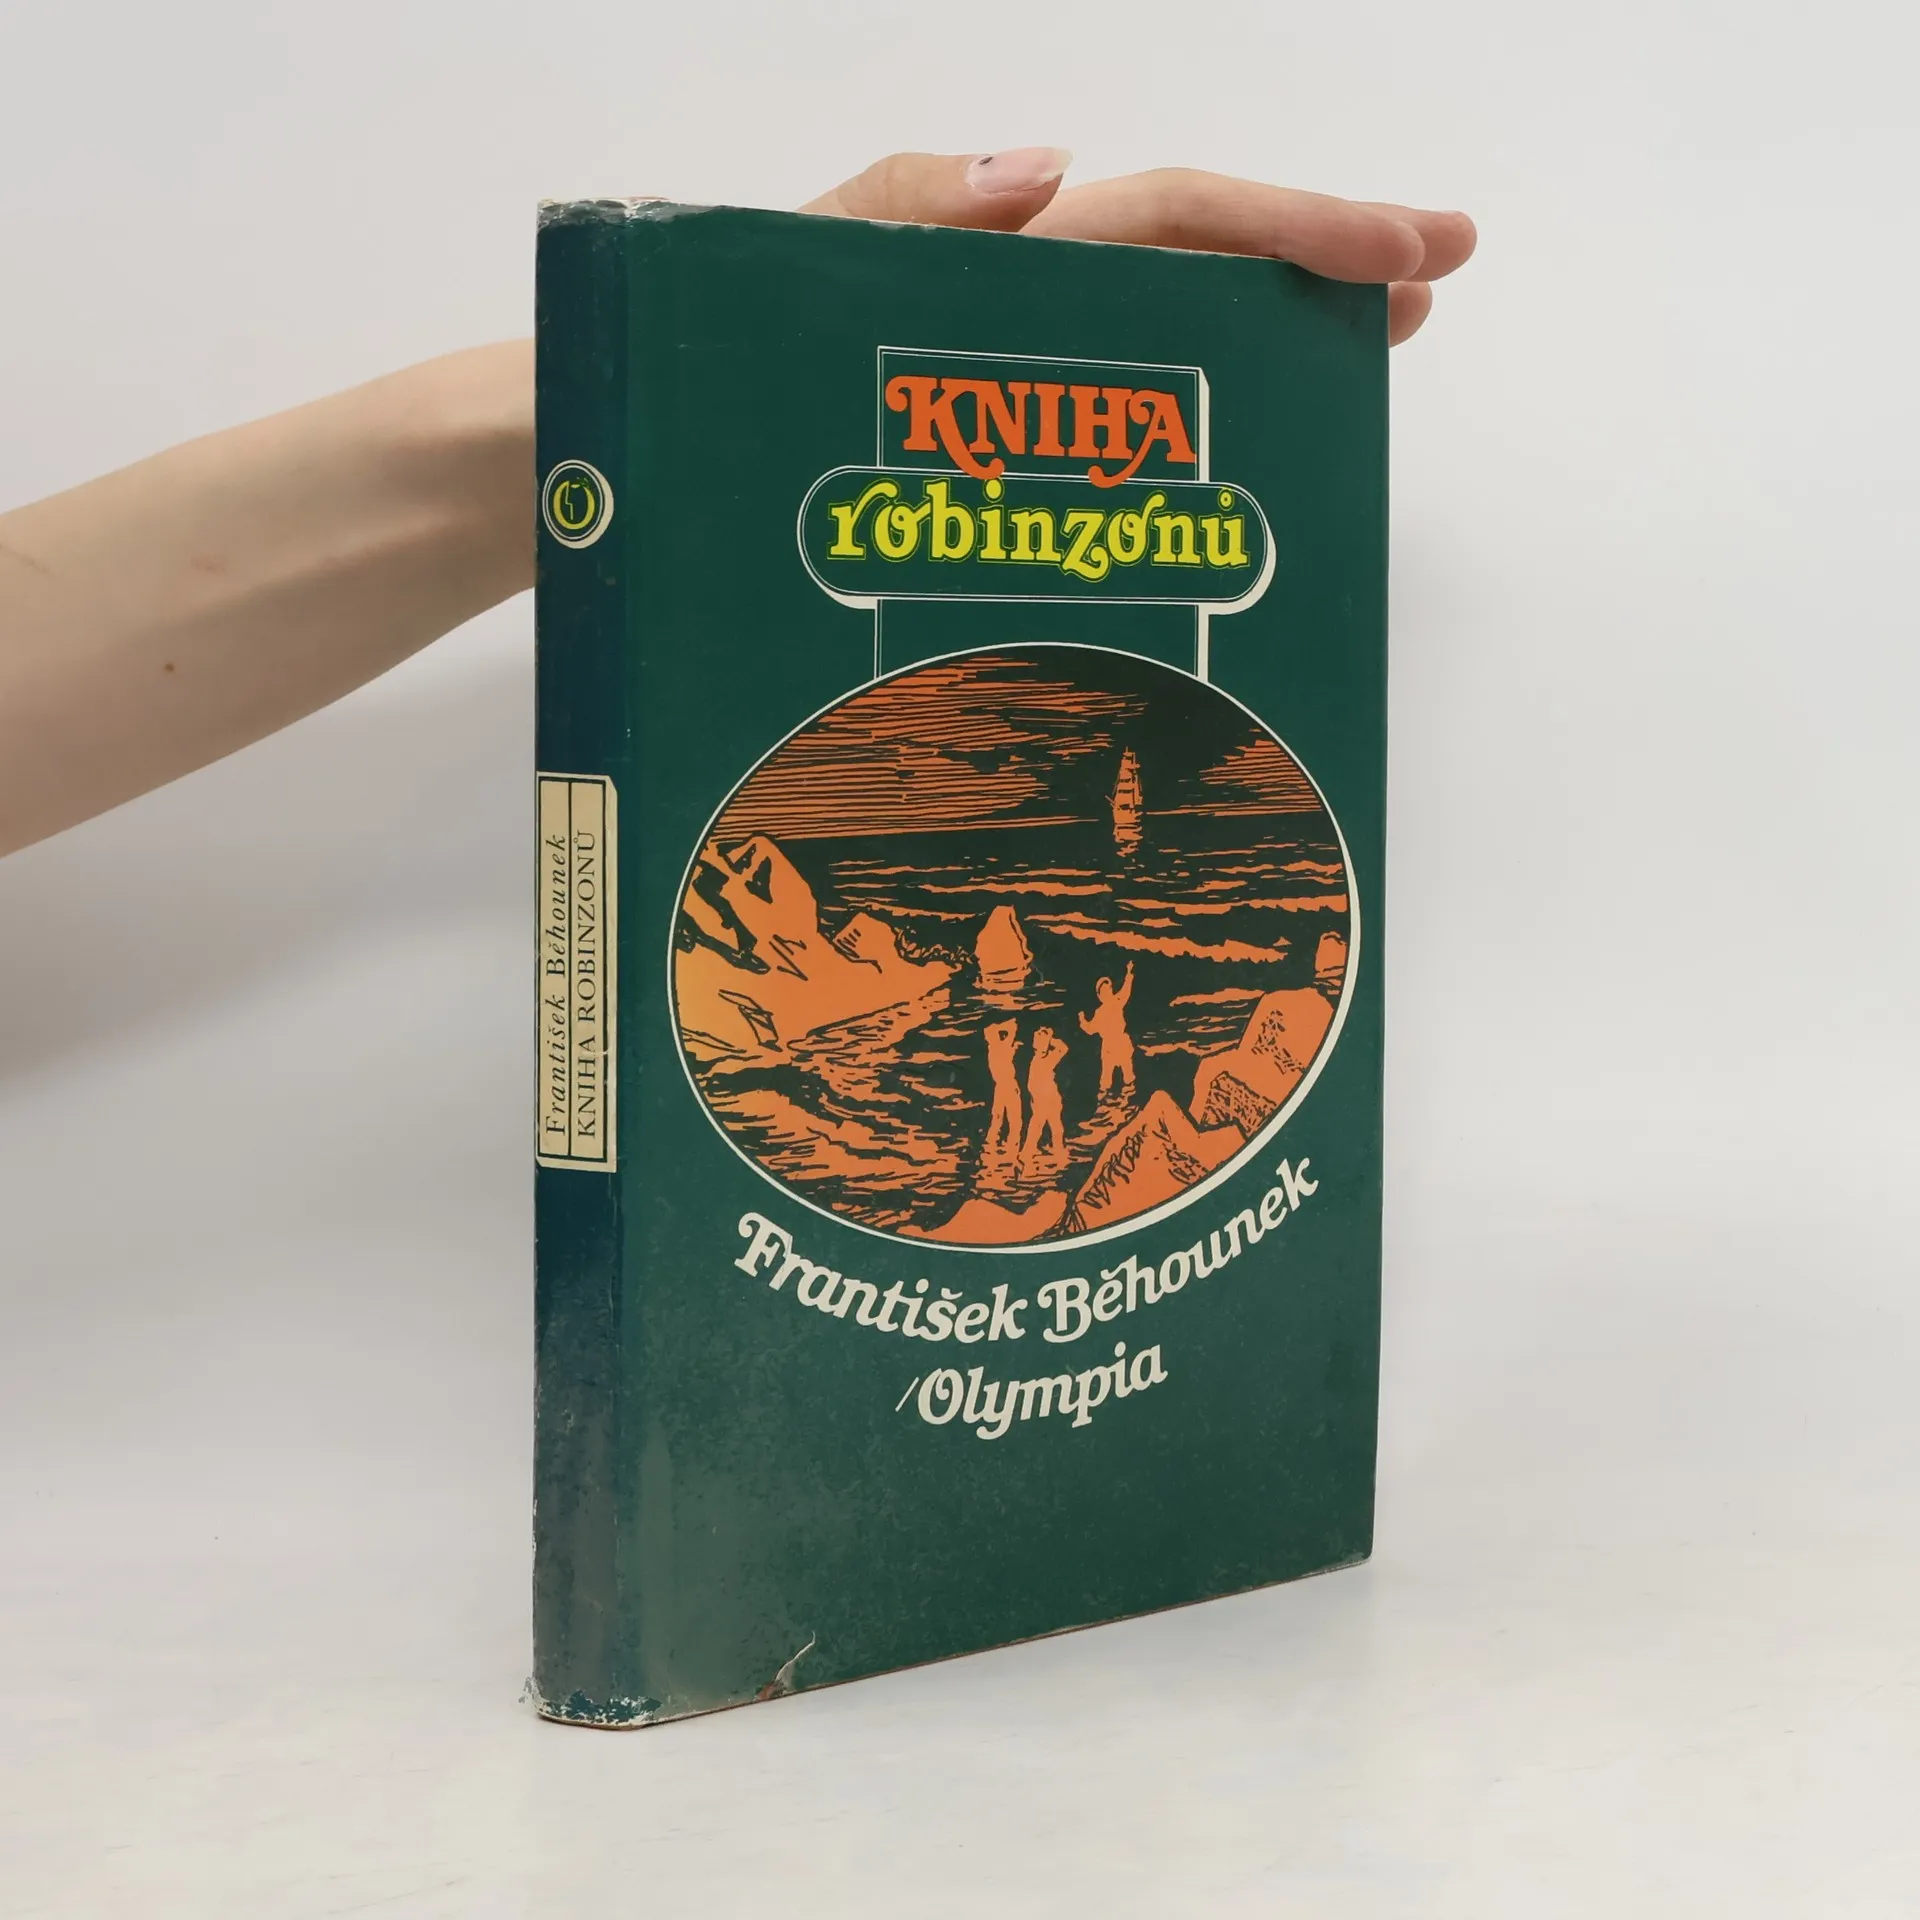 František Běhounek
KNIHA ROBINZONŮ
KNIHA
robinzonů
František Běhounek
/Olympia